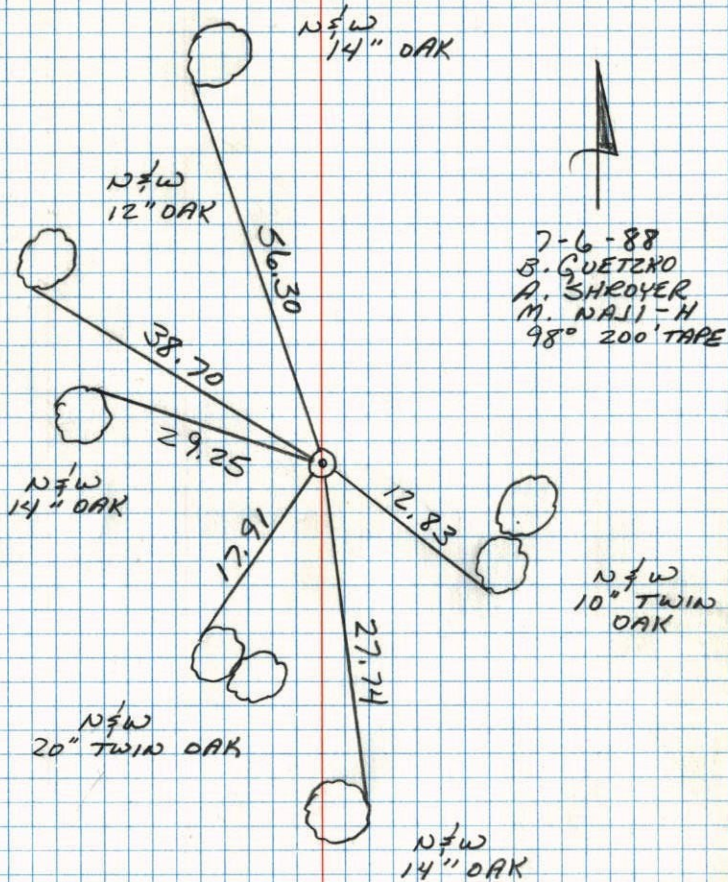 N&W
14" OAK
N&W
12" OAK
7-6-88
B. GUETZKO
A. SHROYER
M. NAJI-H
98° 200' TAPE
56.30
38.70
29.25
N&W
14" OAK
12.83
17.91
N&W
10" TWIN
OAK
27.74
N&W
20" TWIN OAK
N&W
14" OAK